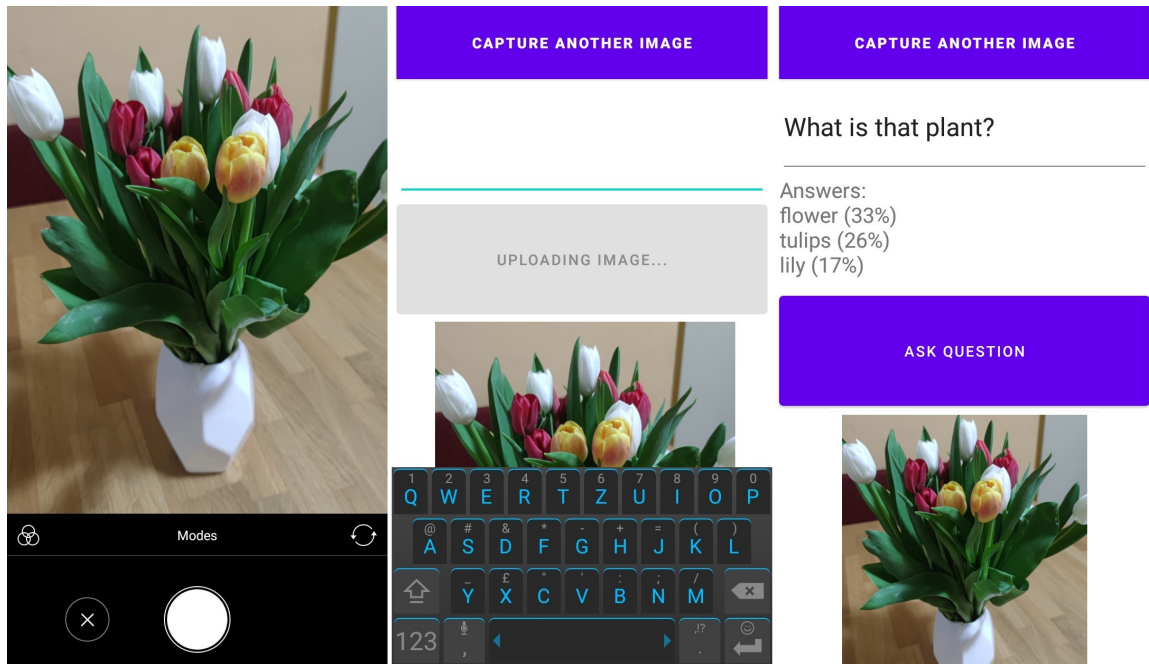 Modes
CAPTURE ANOTHER IMAGE
UPLOADING IMAGE...
1 2 3 4 5 6 7 8 9 0
Q W E R T Z U I O P
@ # & * - + = ( )
A S D F G H J K L
_ £ " ' : ; /
Y X C V B N M
123 , ,!? .
CAPTURE ANOTHER IMAGE
What is that plant?
Answers:
flower (33%)
tulips (26%)
lily (17%)
ASK QUESTION